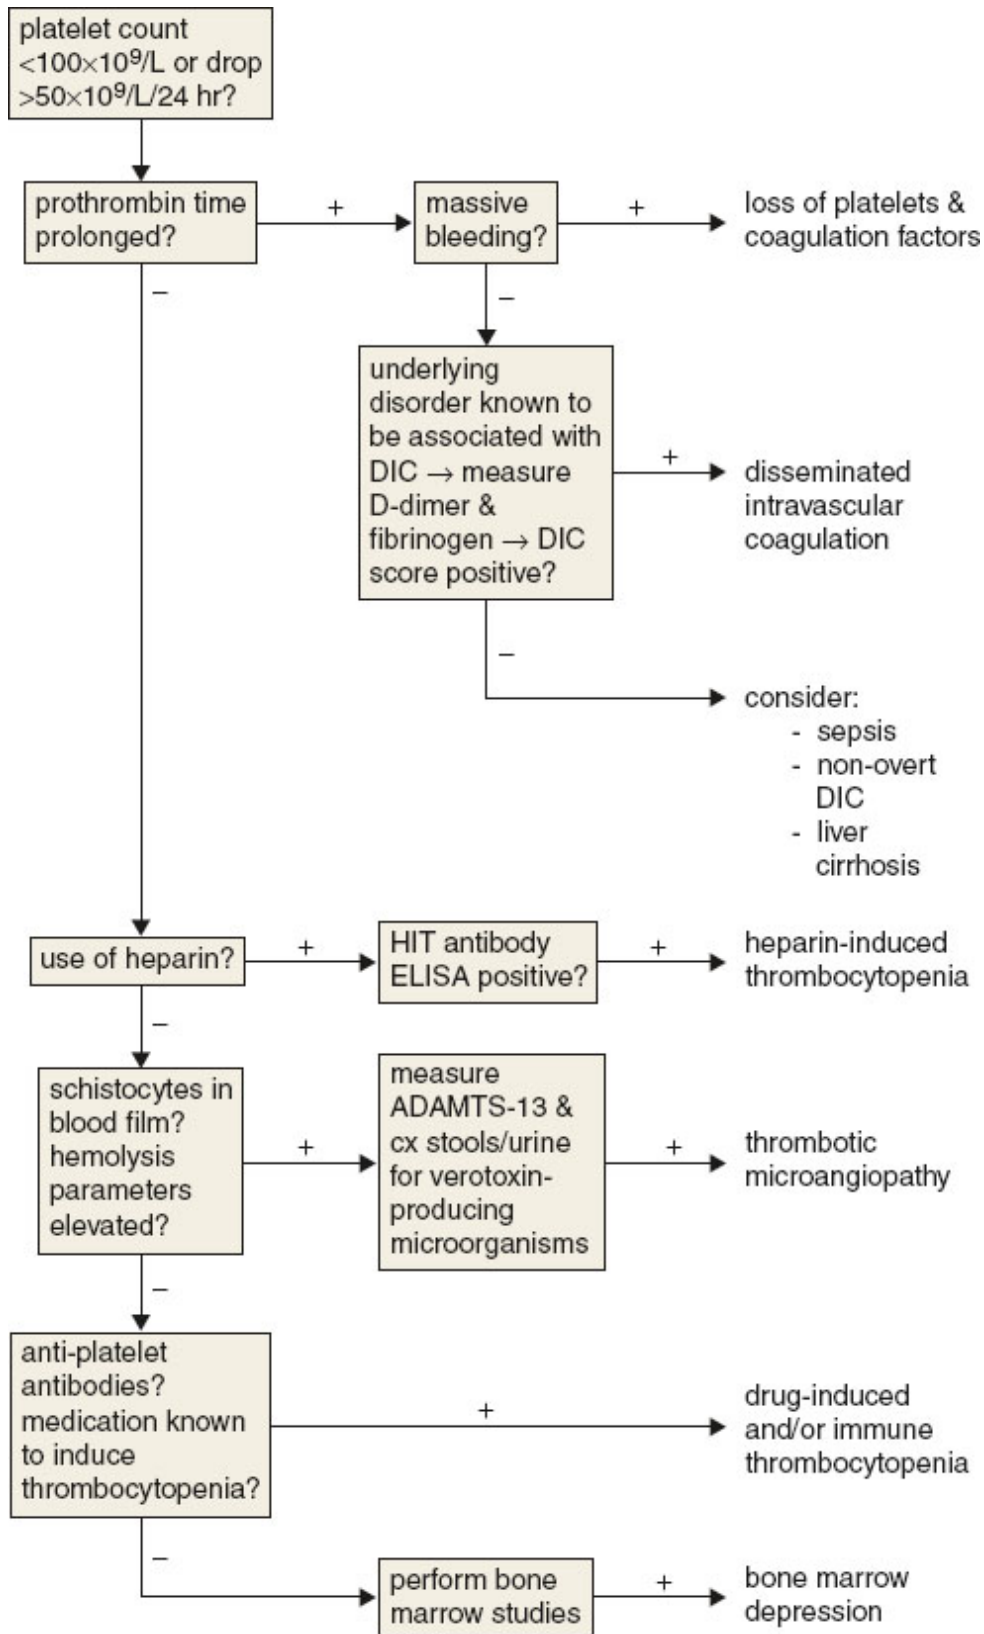 platelet count
<100×10⁹/L or drop
>50×10⁹/L/24 hr?
prothrombin time
prolonged?
+
massive
bleeding?
+
loss of platelets &
coagulation factors
–
–
underlying
disorder known to
be associated with
DIC → measure
D-dimer &
fibrinogen → DIC
score positive?
+
disseminated
intravascular
coagulation
–
consider:
- sepsis
- non-overt
DIC
- liver
cirrhosis
use of heparin?
+
HIT antibody
ELISA positive?
+
heparin-induced
thrombocytopenia
–
schistocytes in
blood film?
hemolysis
parameters
elevated?
+
measure
ADAMTS-13 &
cx stools/urine
for verotoxin-
producing
microorganisms
+
thrombotic
microangiopathy
–
anti-platelet
antibodies?
medication known
to induce
thrombocytopenia?
+
drug-induced
and/or immune
thrombocytopenia
–
perform bone
marrow studies
+
bone marrow
depression